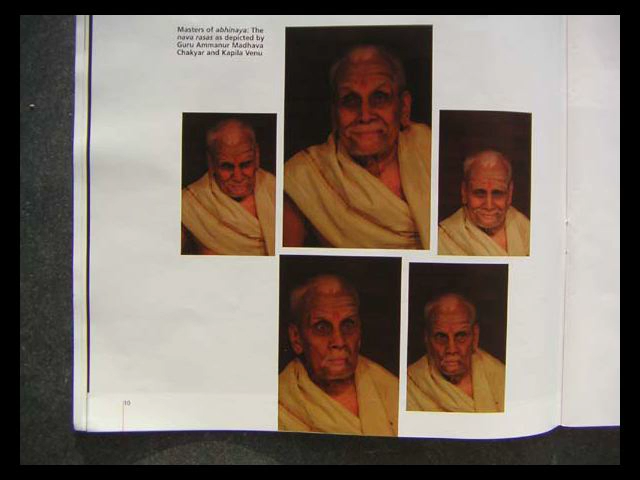 Masters of abhinaya: The
nava rasas as depicted by
Guru Ammanur Madhava
Chakyar and Kapila Venu
10